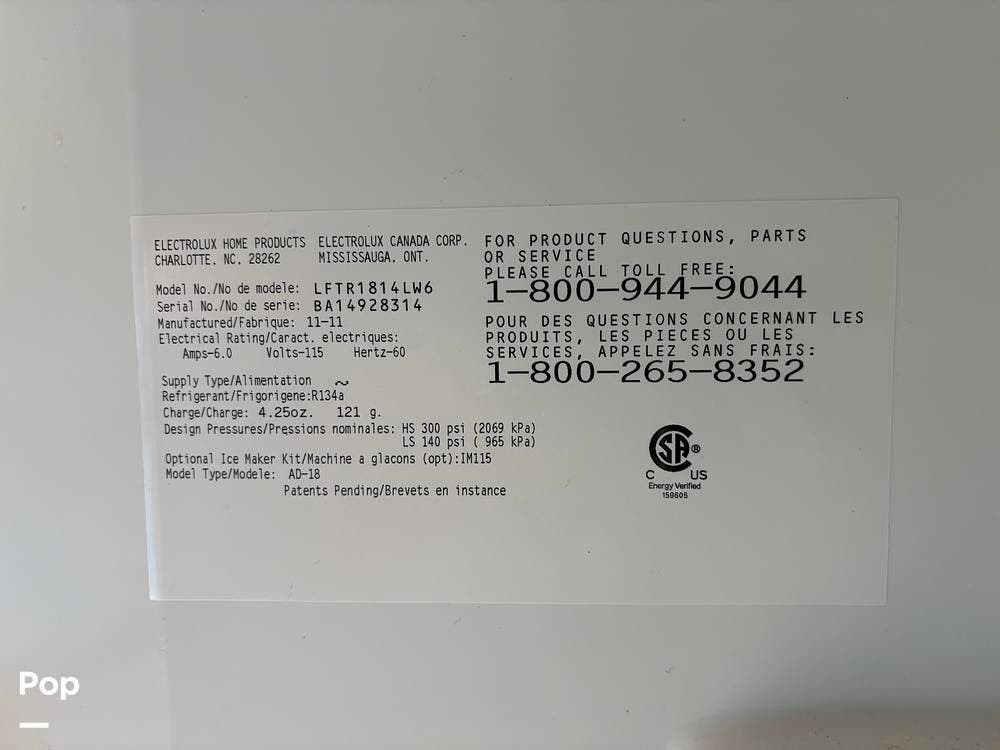 ELECTROLUX HOME PRODUCTS ELECTROLUX CANADA CORP.
CHARLOTTE, NC, 28262 MISSISSAUGA, ONT.
Model No./No de modele: LFTR1814LW6
Serial No./No de serie: BA14928314
Manufactured/Fabrique: 11-11
Electrical Rating/Caract. electriques:
Amps-6.0 Volts-115 Hertz-60
Supply Type/Alimentation ~
Refrigerant/Frigorigene:R134a
Charge/Charge: 4.25oz. 121 g.
Design Pressures/Pressions nominales: HS 300 psi (2069 kPa)
LS 140 psi ( 965 kPa)
Optional Ice Maker Kit/Machine a glacons (opt):IM115
Model Type/Modele: AD-18
Patents Pending/Brevets en instance
FOR PRODUCT QUESTIONS, PARTS
OR SERVICE
PLEASE CALL TOLL FREE:
1-800-944-9044
POUR DES QUESTIONS CONCERNANT LES
PRODUITS, LES PIECES OU LES
SERVICES, APPELEZ SANS FRAIS:
1-800-265-8352
SA®
C US
Energy Verified
159605
Pop